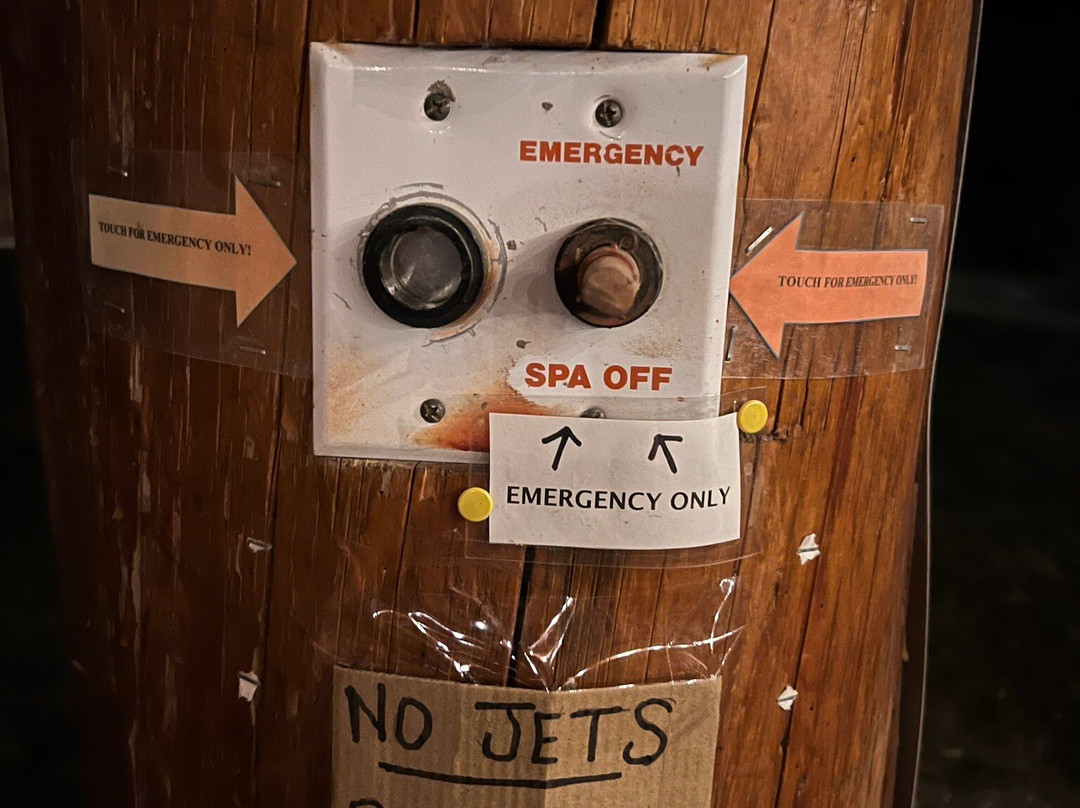 EMERGENCY
TOUCH FOR EMERGENCY ONLY!
TOUCH FOR EMERGENCY ONLY!
SPA OFF
EMERGENCY ONLY
NO JETS